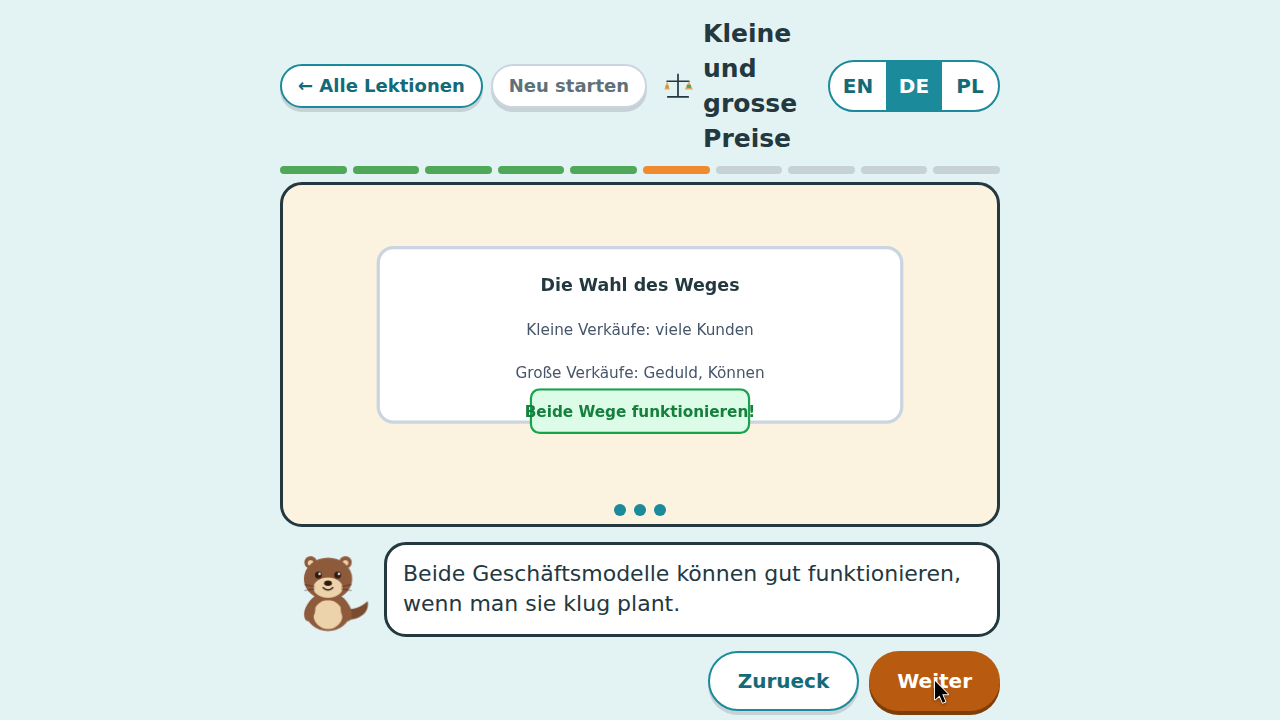 ← Alle Lektionen
Neu starten
Kleine
und
grosse
Preise
EN DE PL
Die Wahl des Weges
Kleine Verkäufe: viele Kunden
Große Verkäufe: Geduld, Können
Beide Wege funktionieren!
Beide Geschäftsmodelle können gut funktionieren,
wenn man sie klug plant.
Zurueck
Weiter